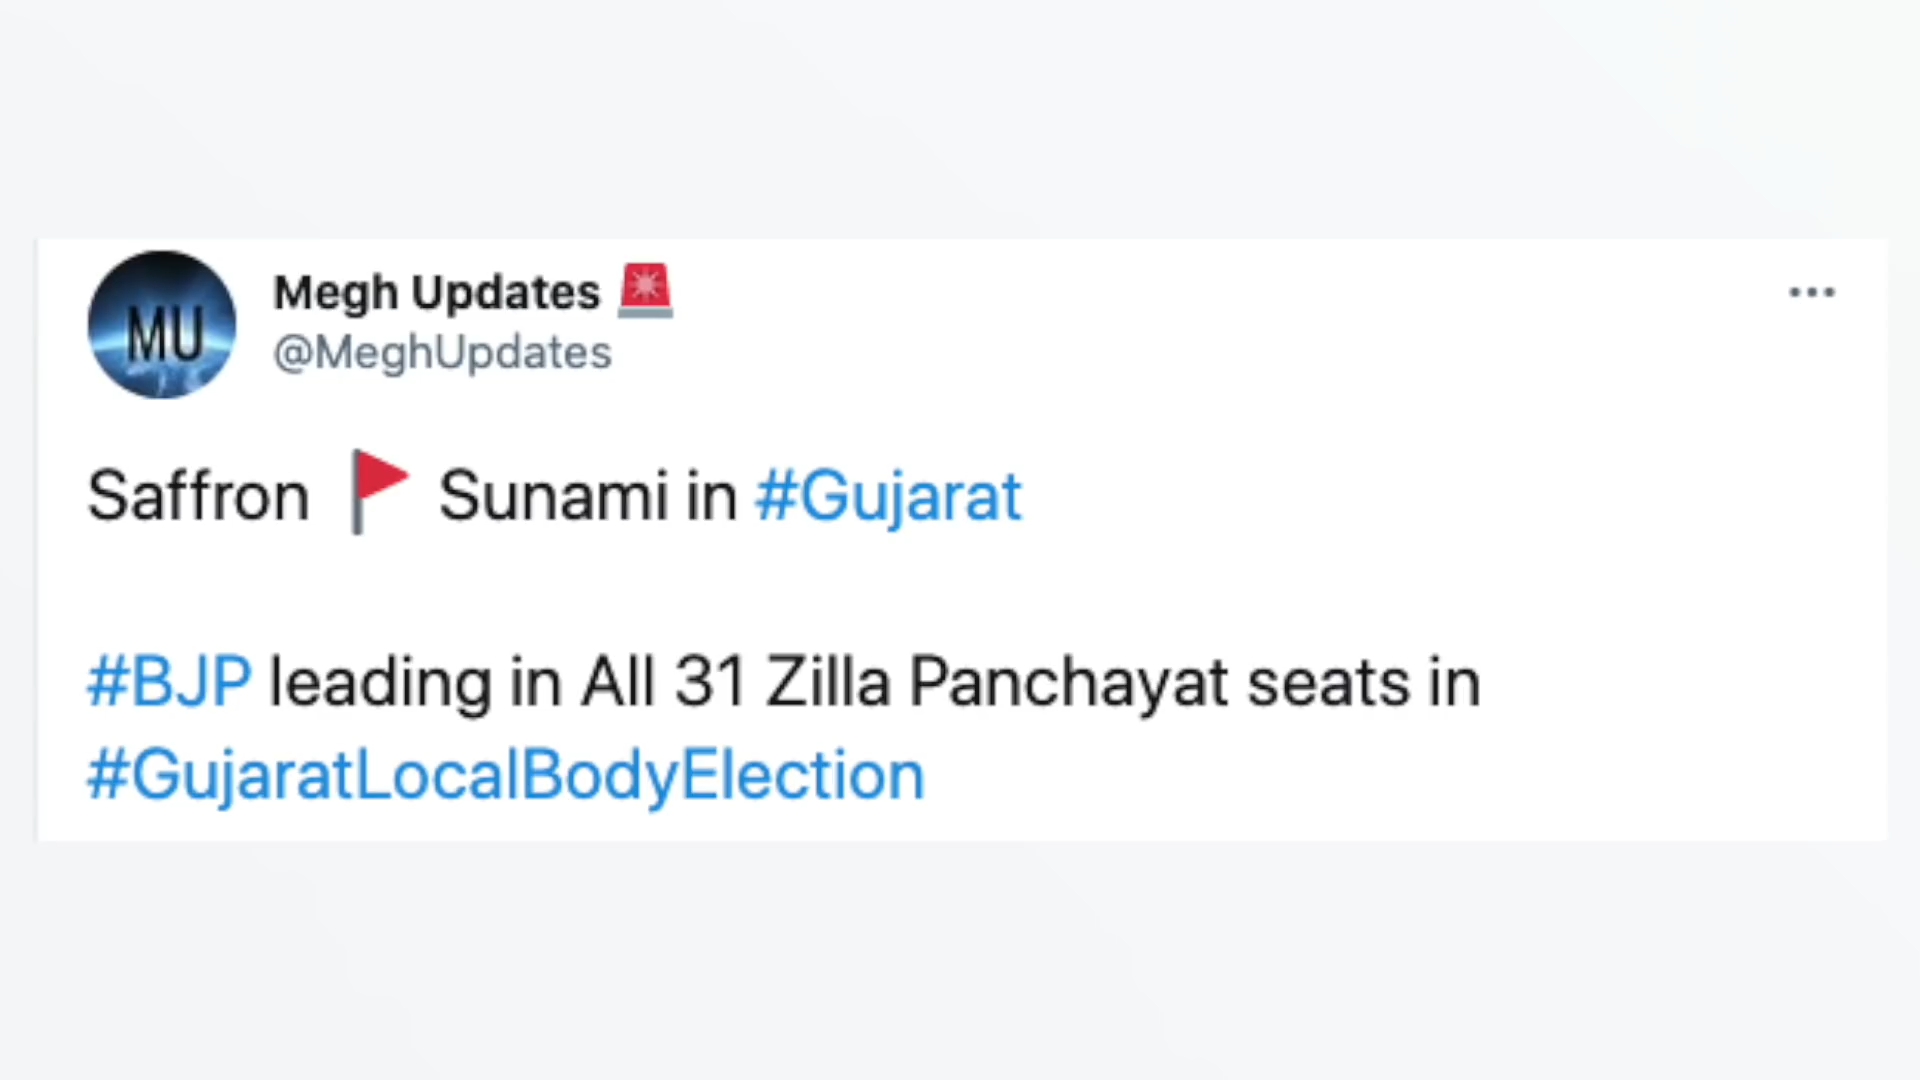 MU
Megh Updates 🚨
@MeghUpdates
Saffron 🚩 Sunami in #Gujarat
#BJP leading in All 31 Zilla Panchayat seats in
#GujaratLocalBodyElection